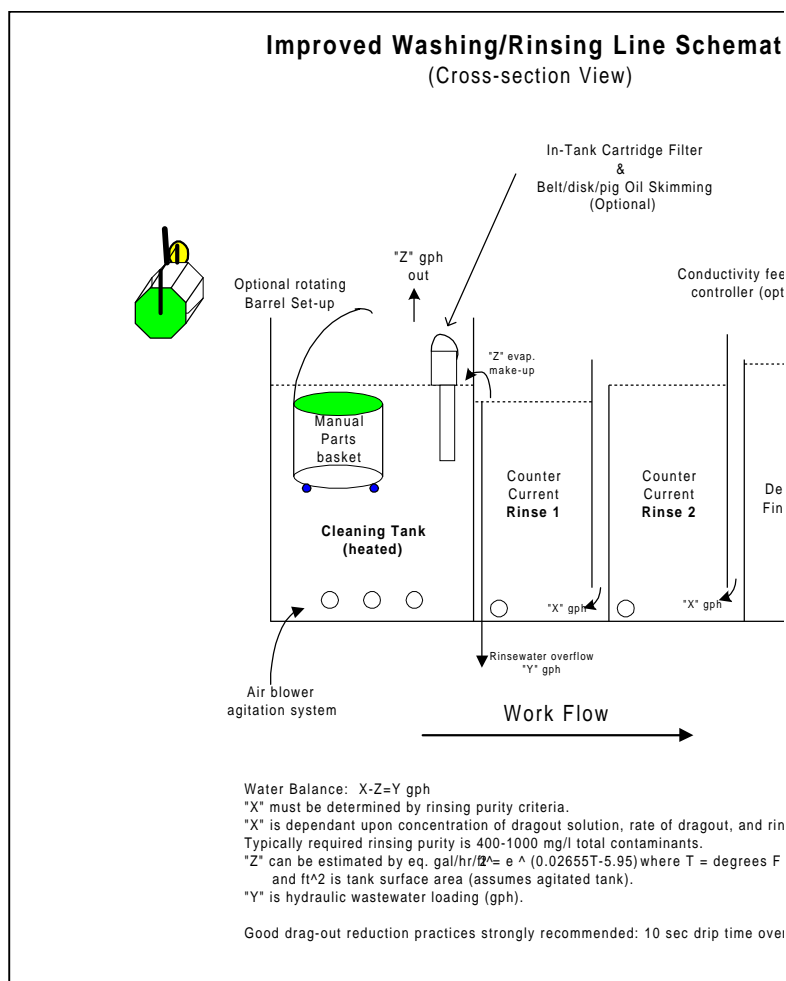 Improved Washing/Rinsing Line Schemat
(Cross-section View)
In-Tank Cartridge Filter
&
Belt/disk/pig Oil Skimming
(Optional)
"Z" gph
out
Optional rotating
Barrel Set-up
Conductivity fee
controller (opt
"Z" evap.
make-up
Manual
Parts
basket
Counter
Current
Rinse 1
Counter
Current
Rinse 2
De
Fin
Cleaning Tank
(heated)
"X" gph
"X" gph
Rinsewater overflow
"Y" gph
Air blower
agitation system
Work Flow
Water Balance: X-Z=Y gph
"X" must be determined by rinsing purity criteria.
"X" is dependant upon concentration of dragout solution, rate of dragout, and rin
Typically required rinsing purity is 400-1000 mg/l total contaminants.
"Z" can be estimated by eq. gal/hr/ft^2 = e ^ (0.02655T-5.95) where T = degrees F
and ft^2 is tank surface area (assumes agitated tank).
"Y" is hydraulic wastewater loading (gph).
Good drag-out reduction practices strongly recommended: 10 sec drip time over